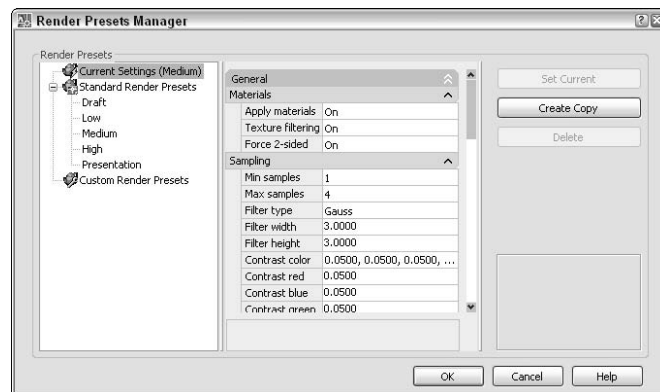 Render Presets Manager
Render Presets
Current Settings (Medium)
Standard Render Presets
Draft
Low
Medium
High
Presentation
Custom Render Presets
General
Materials
Apply materials On
Texture filtering On
Force 2-sided On
Sampling
Min samples 1
Max samples 4
Filter type Gauss
Filter width 3.0000
Filter height 3.0000
Contrast color 0.0500, 0.0500, 0.0500, ...
Contrast red 0.0500
Contrast blue 0.0500
Contrast green 0.0500
Set Current
Create Copy
Delete
OK
Cancel
Help